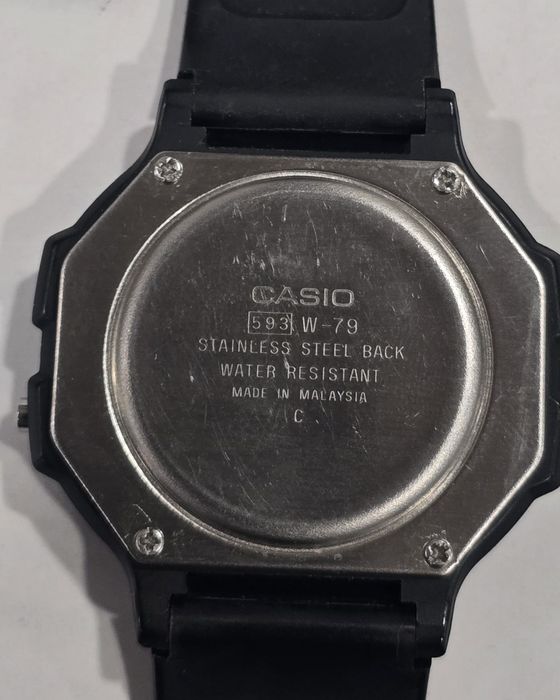 CASIO
593 W-79
STAINLESS STEEL BACK
WATER RESISTANT
MADE IN MALAYSIA
C